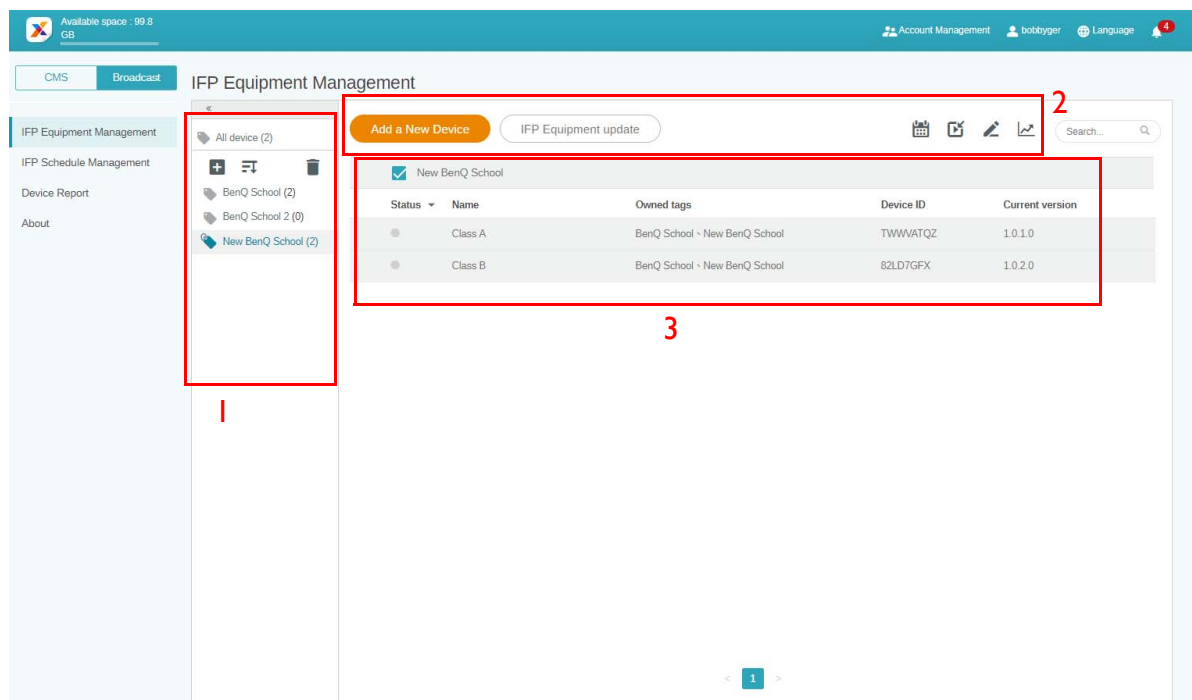 Available space : 99.8
GB
Account Management
bobbyger
Language
4
CMS
Broadcast
IFP Equipment Management
IFP Equipment Management
IFP Schedule Management
Device Report
About
«
All device (2)
BenQ School (2)
BenQ School 2 (0)
New BenQ School (2)
1
2
Add a New Device
IFP Equipment update
Search...
New BenQ School
Status Name Owned tags Device ID Current version
Class A BenQ School、New BenQ School TWWVATQZ 1.0.1.0
Class B BenQ School、New BenQ School 82LD7GFX 1.0.2.0
3
< 1 >